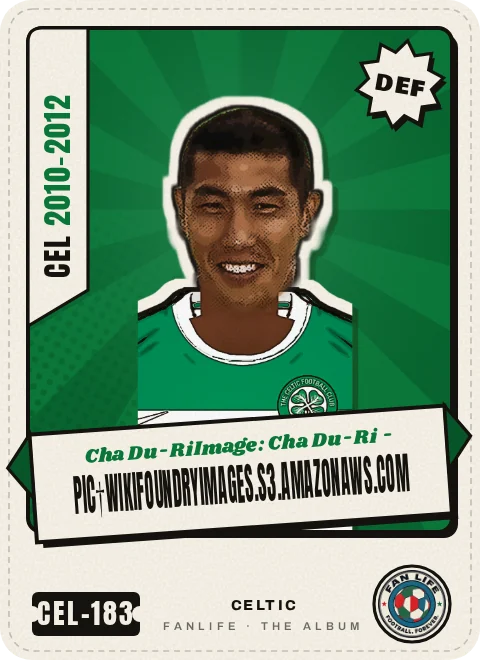 CEL 2010-2012
DEF
THE CELTIC FOOTBALL CLUB
Cha Du-RiImage: Cha Du-Ri -
PIC†WIKIFOUNDRYIMAGES.S3.AMAZONAWS.COM
CEL-183
CELTIC
FANLIFE · THE ALBUM
FAN LIFE
FOOTBALL. FOREVER.